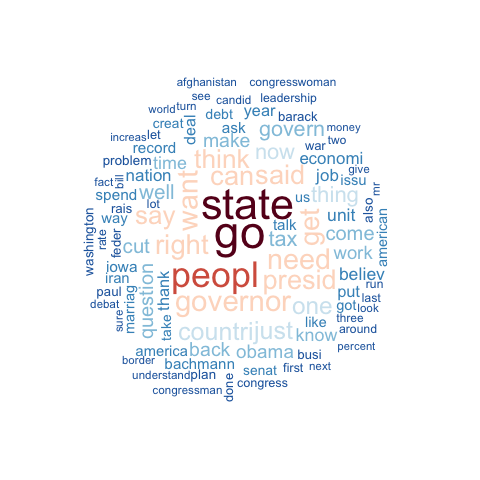 afghanistan
congresswoman
see
candid
leadership
world
turn
debt
year
barack
creat
deal
ask
govern
money
increas
let
make
war
two
record
now
problem
time
think
economi
give
fact
bill
nation
want
cansaid
job
issu
mr
spend
well
us
thing
rais
lot
state
also
way
say
get
unit
washington
rate
feder
talk
go
come
american
cut
right
tax
work
iowa
need
believ
iran
peopl
presid
run
paul
marriag
question
thank
put
last
debat
governor
one
got
look
sure
take
three
countrijust
like
know
around
america
back
obama
busi
percent
border
bachmann
senat
first
next
understand
plan
congress
congressman
done